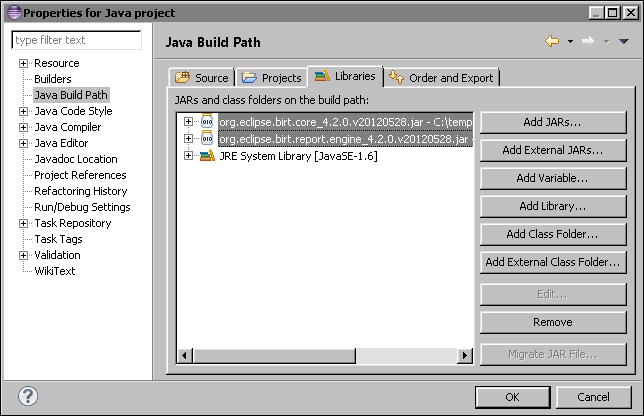 Properties for Java project
type filter text
Java Build Path
Resource
Builders
Java Build Path
Java Code Style
Java Compiler
Java Editor
Javadoc Location
Project References
Refactoring History
Run/Debug Settings
Task Repository
Task Tags
Validation
WikiText
Source
Projects
Libraries
Order and Export
JARs and class folders on the build path:
org.eclipse.birt.core_4.2.0.v20120528.jar - C:\temp
org.eclipse.birt.report.engine_4.2.0.v20120528.jar -
JRE System Library [JavaSE-1.6]
Add JARs...
Add External JARs...
Add Variable...
Add Library...
Add Class Folder...
Add External Class Folder...
Edit...
Remove
Migrate JAR File...
?
OK
Cancel